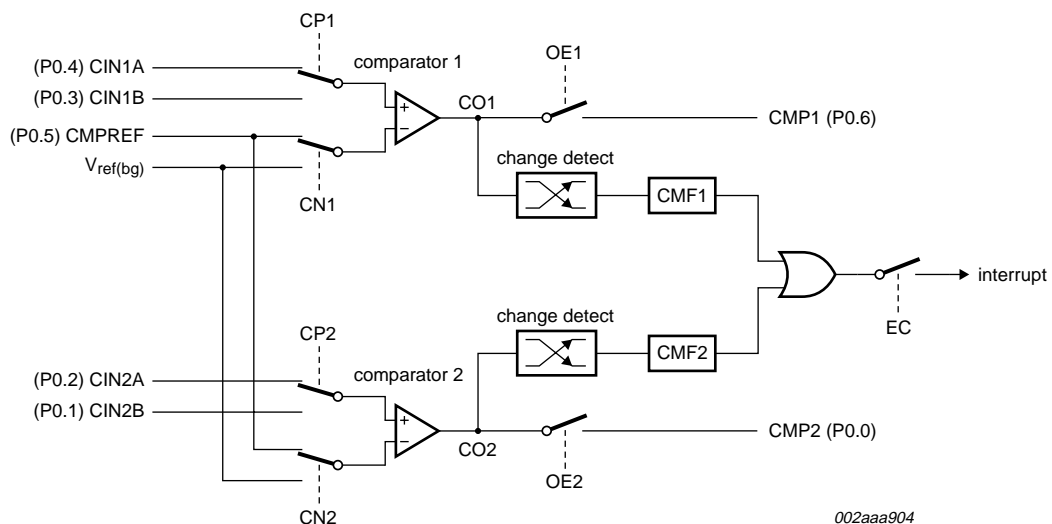 CP1
(P0.4) CIN1A
comparator 1
OE1
(P0.3) CIN1B
+
CO1
CMP1 (P0.6)
(P0.5) CMPREF
−
Vref(bg)
change detect
CN1
CMF1
interrupt
change detect
EC
CP2
CMF2
(P0.2) CIN2A
comparator 2
(P0.1) CIN2B
+
CMP2 (P0.0)
−
CO2
OE2
CN2
002aaa904